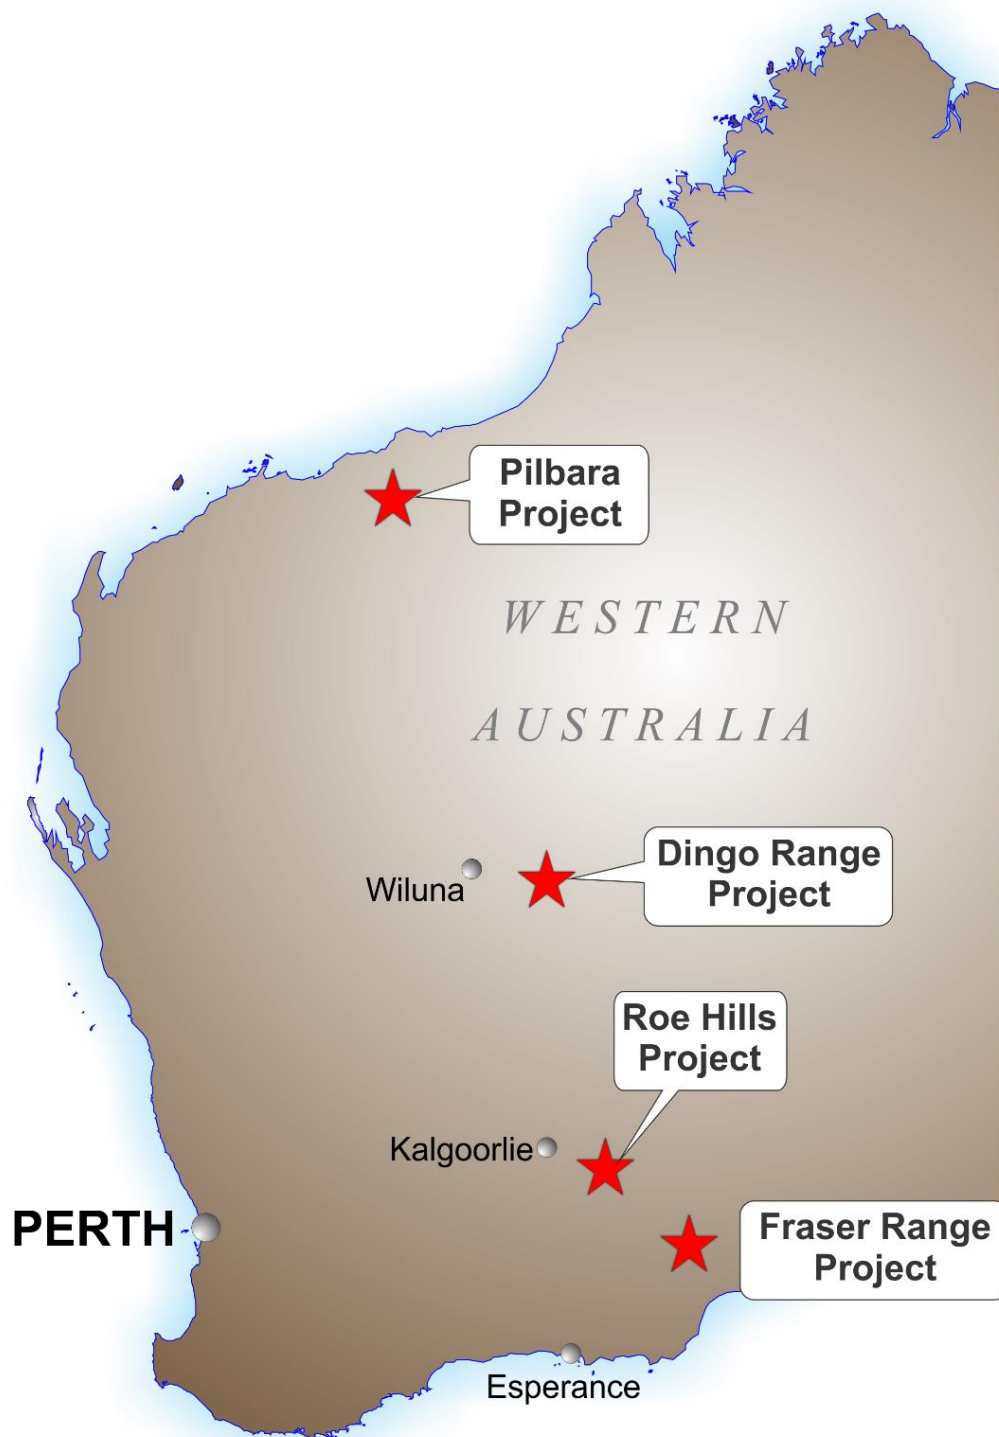 Pilbara
Project
WESTERN
AUSTRALIA
Dingo Range
Project
Wiluna
Roe Hills
Project
Kalgoorlie
PERTH
Fraser Range
Project
Esperance